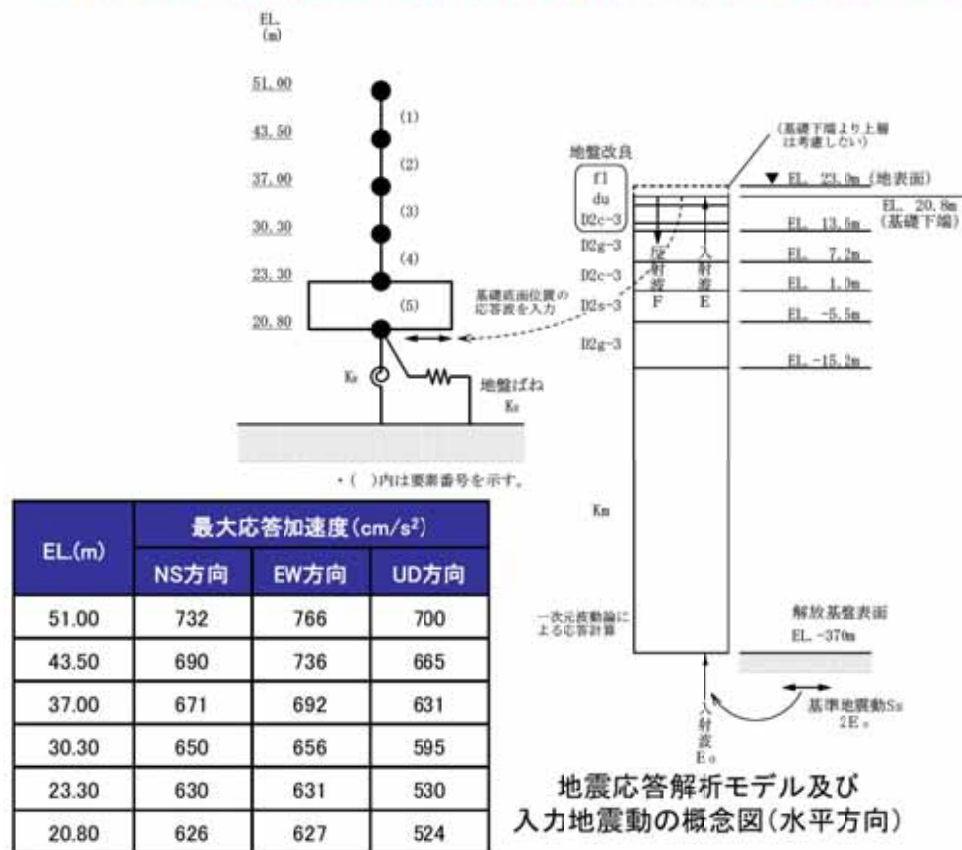 EL.
(m)
51.00
43.50
37.00
30.30
23.30
20.80
(1)
(2)
(3)
(4)
(5)
基礎底面位置の
応答波を入力
地盤ばね
・( )内は要素番号を示す。
地盤改良
fl
du
D2c-3
D2g-3
D2c-3
D2s-3
D2g-3
Km
反射波F
入射波E
(基礎下端より上層
は考慮しない)
EL. 23.0m (地表面)
EL. 20.8m
(基礎下端)
EL. 13.5m
EL. 7.2m
EL. 1.0m
EL. -5.5m
EL. -15.2m
一次元波動論に
よる応答計算
解放基盤表面
EL. -370m
基準地震動Ss
2E₀
入射波E₀
EL.(m) 最大応答加速度(cm/s²)
NS方向 EW方向 UD方向
51.00 732 766 700
43.50 690 736 665
37.00 671 692 631
30.30 650 656 595
23.30 630 631 530
20.80 626 627 524
地震応答解析モデル及び
入力地震動の概念図(水平方向)